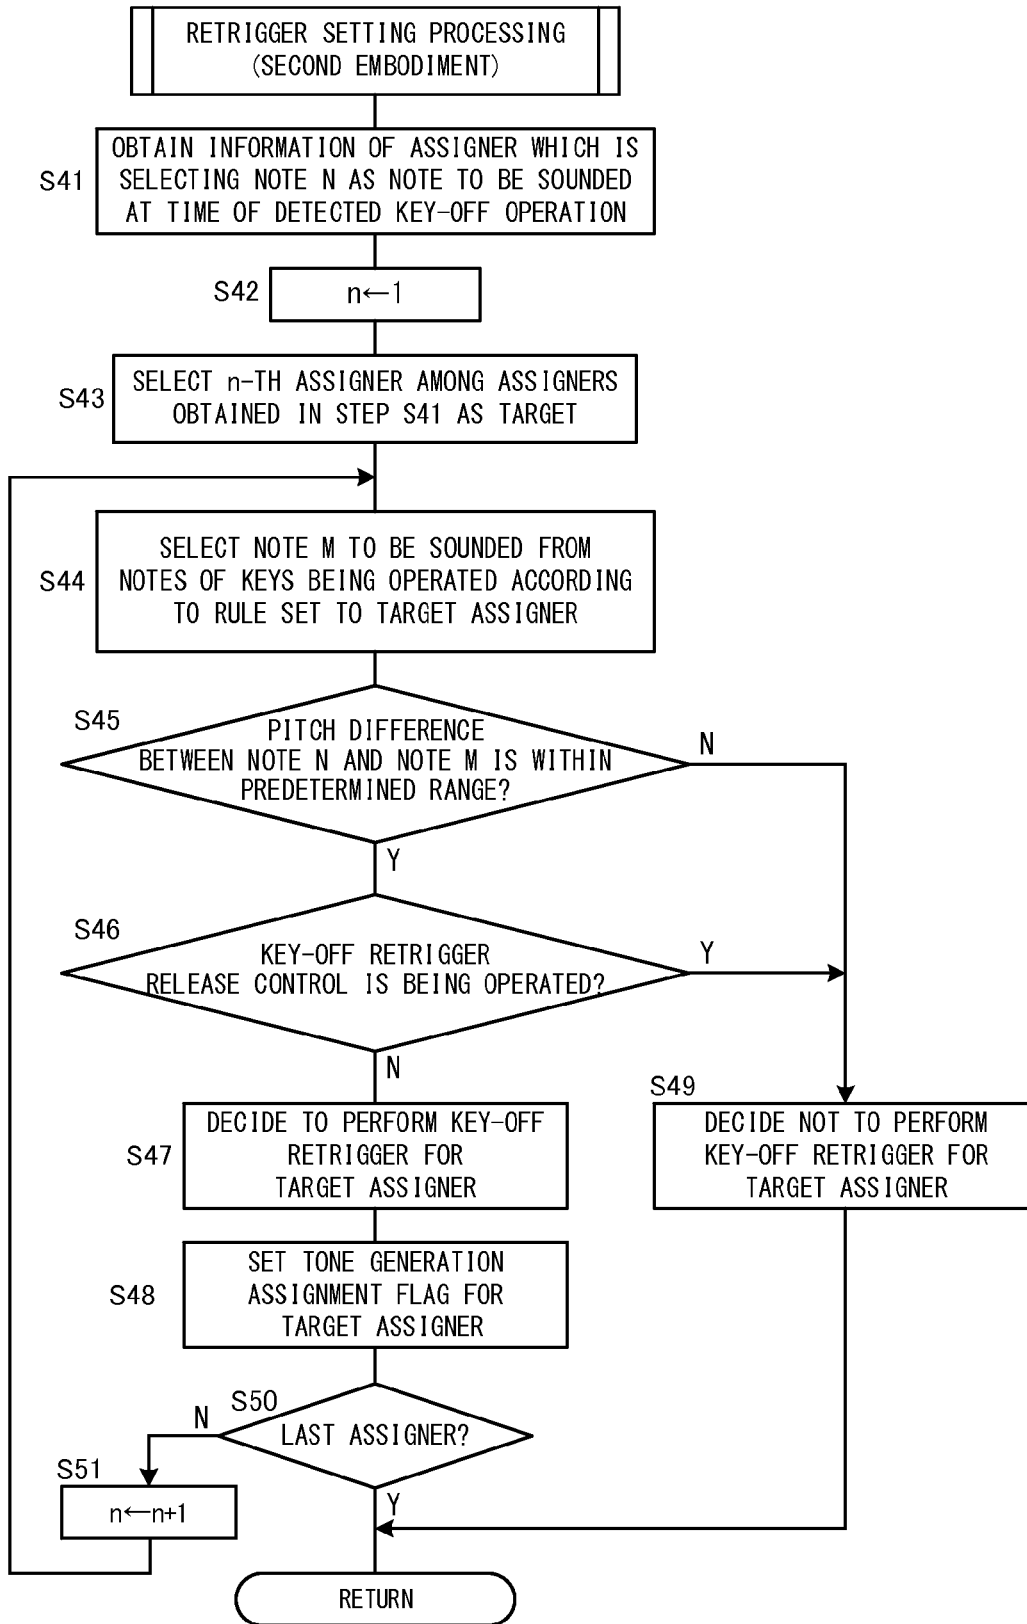 RETRIGGER SETTING PROCESSING
(SECOND EMBODIMENT)
S41
OBTAIN INFORMATION OF ASSIGNER WHICH IS
SELECTING NOTE N AS NOTE TO BE SOUNDED
AT TIME OF DETECTED KEY-OFF OPERATION
S42
n←1
S43
SELECT n-TH ASSIGNER AMONG ASSIGNERS
OBTAINED IN STEP S41 AS TARGET
S44
SELECT NOTE M TO BE SOUNDED FROM
NOTES OF KEYS BEING OPERATED ACCORDING
TO RULE SET TO TARGET ASSIGNER
S45
PITCH DIFFERENCE
BETWEEN NOTE N AND NOTE M IS WITHIN
PREDETERMINED RANGE?
N
Y
S46
KEY-OFF RETRIGGER
RELEASE CONTROL IS BEING OPERATED?
Y
N
S47
DECIDE TO PERFORM KEY-OFF
RETRIGGER FOR
TARGET ASSIGNER
S49
DECIDE NOT TO PERFORM
KEY-OFF RETRIGGER FOR
TARGET ASSIGNER
S48
SET TONE GENERATION
ASSIGNMENT FLAG FOR
TARGET ASSIGNER
S50
LAST ASSIGNER?
N
Y
S51
n←n+1
RETURN